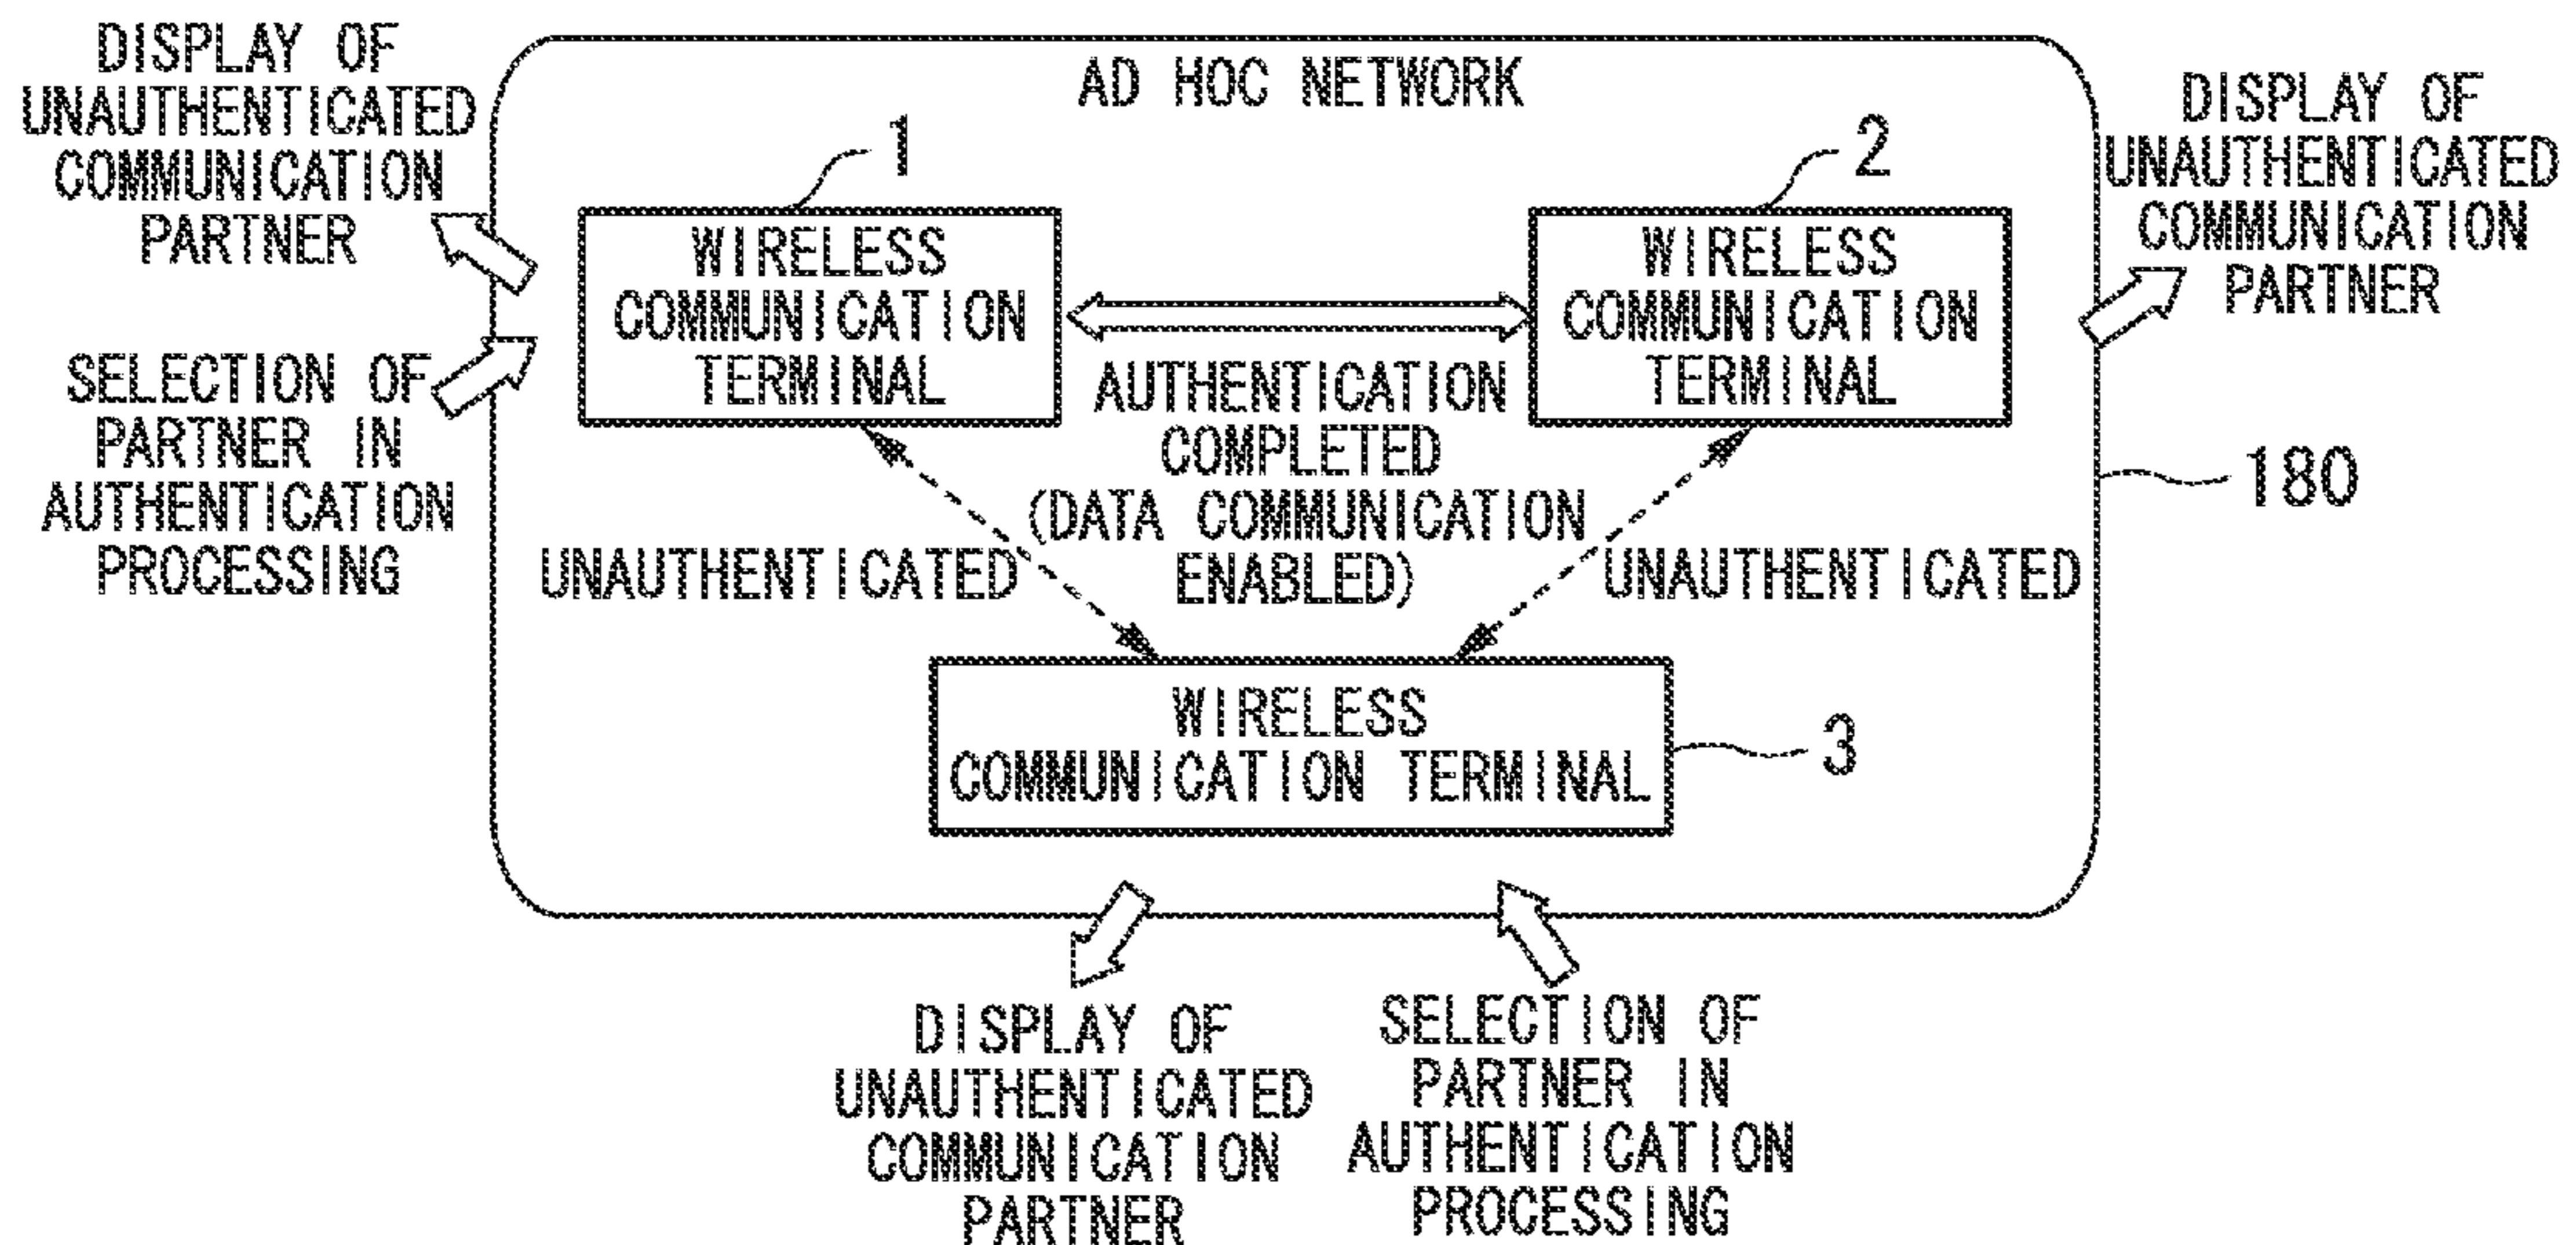 DISPLAY OF
UNAUTHENTICATED
COMMUNICATION
PARTNER
SELECTION OF
PARTNER IN
AUTHENTICATION
PROCESSING
AD HOC NETWORK
1
WIRELESS
COMMUNICATION
TERMINAL
2
WIRELESS
COMMUNICATION
TERMINAL
AUTHENTICATION
COMPLETED
(DATA COMMUNICATION
ENABLED)
UNAUTHENTICATED
UNAUTHENTICATED
WIRELESS
COMMUNICATION TERMINAL
3
DISPLAY OF
UNAUTHENTICATED
COMMUNICATION
PARTNER
180
DISPLAY OF
UNAUTHENTICATED
COMMUNICATION
PARTNER
SELECTION OF
PARTNER IN
AUTHENTICATION
PROCESSING